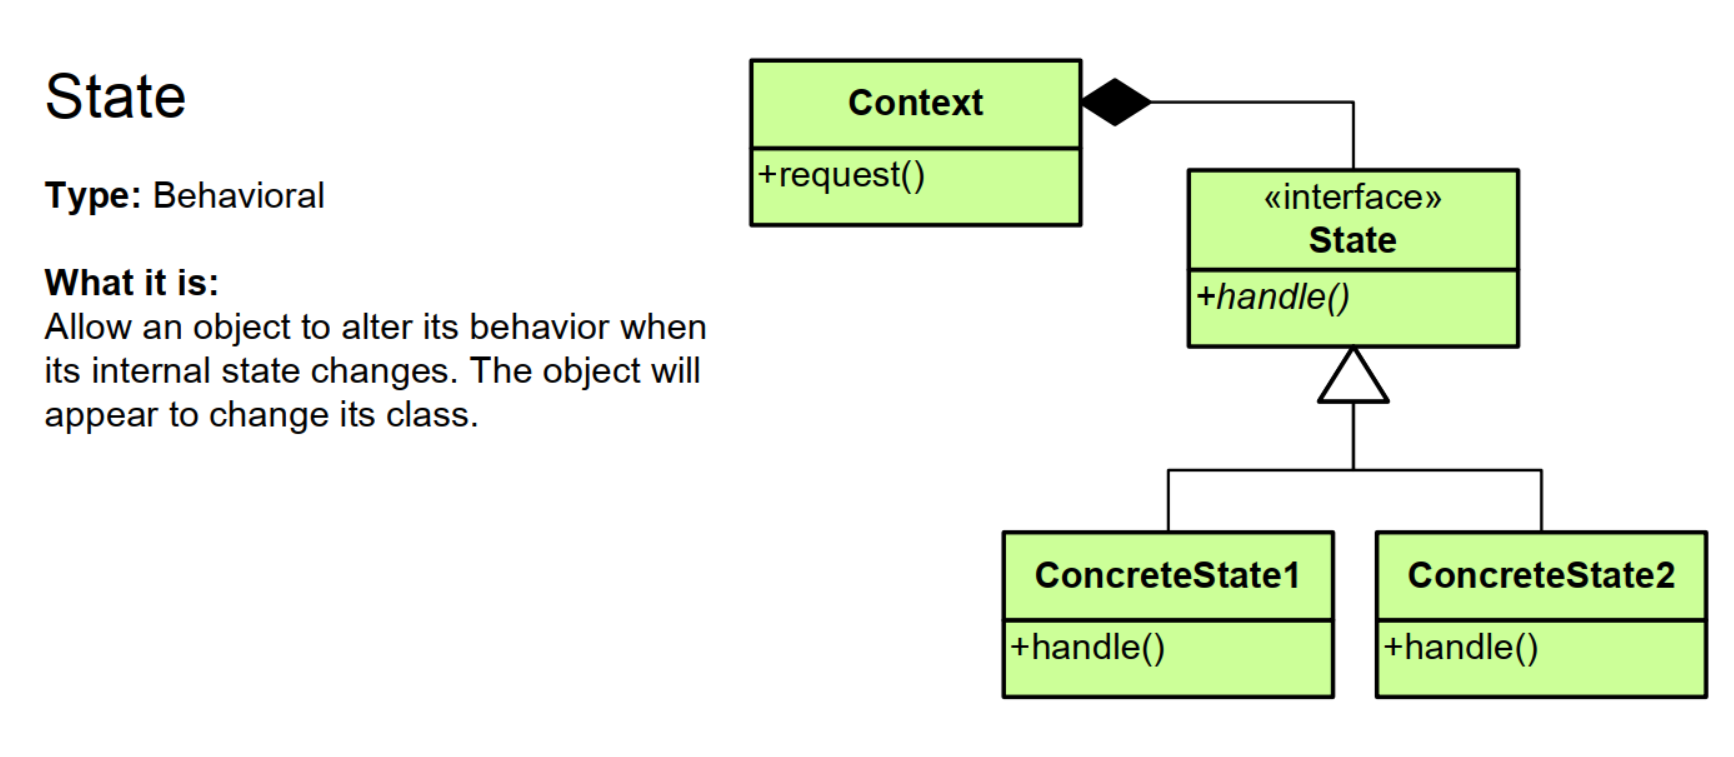 State
Type: Behavioral
What it is:
Allow an object to alter its behavior when
its internal state changes. The object will
appear to change its class.
Context
+request()
«interface»
State
+handle()
ConcreteState1
+handle()
ConcreteState2
+handle()